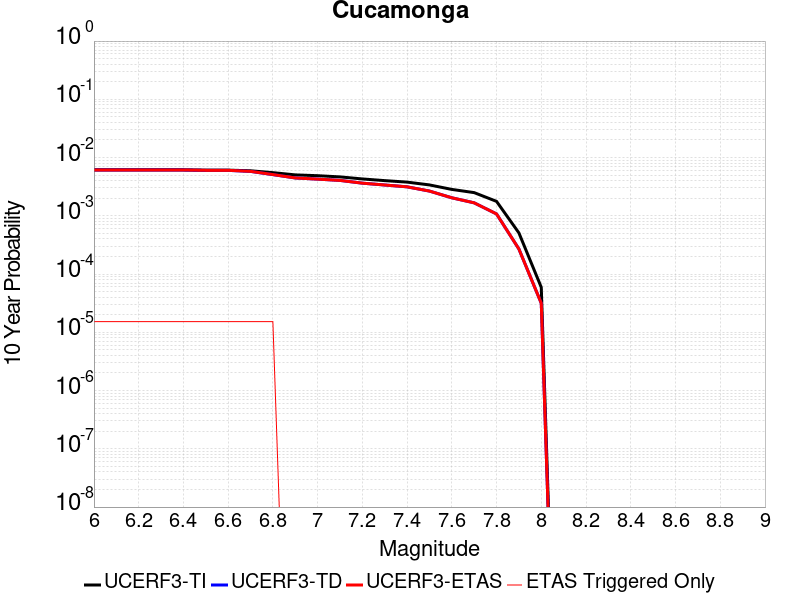 Cucamonga
10 Year Probability
10^0
10^-1
10^-2
10^-3
10^-4
10^-5
10^-6
10^-7
10^-8
6 6.2 6.4 6.6 6.8 7 7.2 7.4 7.6 7.8 8 8.2 8.4 8.6 8.8 9
Magnitude
UCERF3-TI UCERF3-TD UCERF3-ETAS ETAS Triggered Only